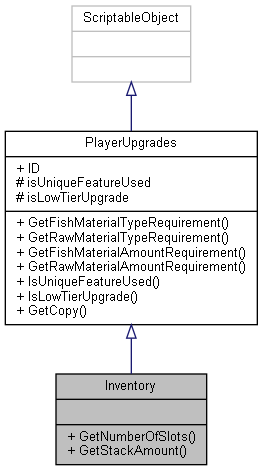 ScriptableObject
PlayerUpgrades
+ ID
# isUniqueFeatureUsed
# isLowTierUpgrade
+ GetFishMaterialTypeRequirement()
+ GetRawMaterialTypeRequirement()
+ GetFishMaterialAmountRequirement()
+ GetRawMaterialAmountRequirement()
+ IsUniqueFeatureUsed()
+ IsLowTierUpgrade()
+ GetCopy()
Inventory
+ GetNumberOfSlots()
+ GetStackAmount()